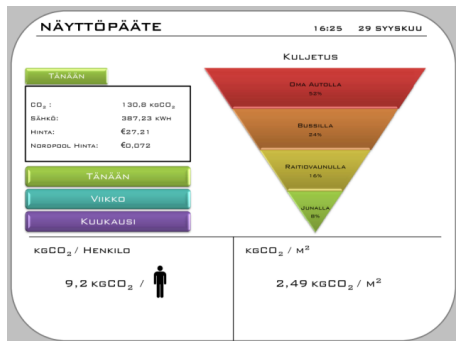 NÄYTTÖPÄÄTE
16:25 29 SYYSKUU
TÄNÄÄN
CO₂ : 130,8 KGCO₂
SÄHKÖ: 387,23 KWH
HINTA: €27,21
NORDPOOL HINTA: €0,072
TÄNÄÄN
VIIKKO
KUUKAUSI
KULJETUS
OMA AUTOLLA
52%
BUSSILLA
24%
RAITIOVAUNULLA
16%
JUNALLA
8%
KGCO₂ / HENKILO
9,2 KGCO₂ /
KGCO₂ / M²
2,49 KGCO₂ / M²